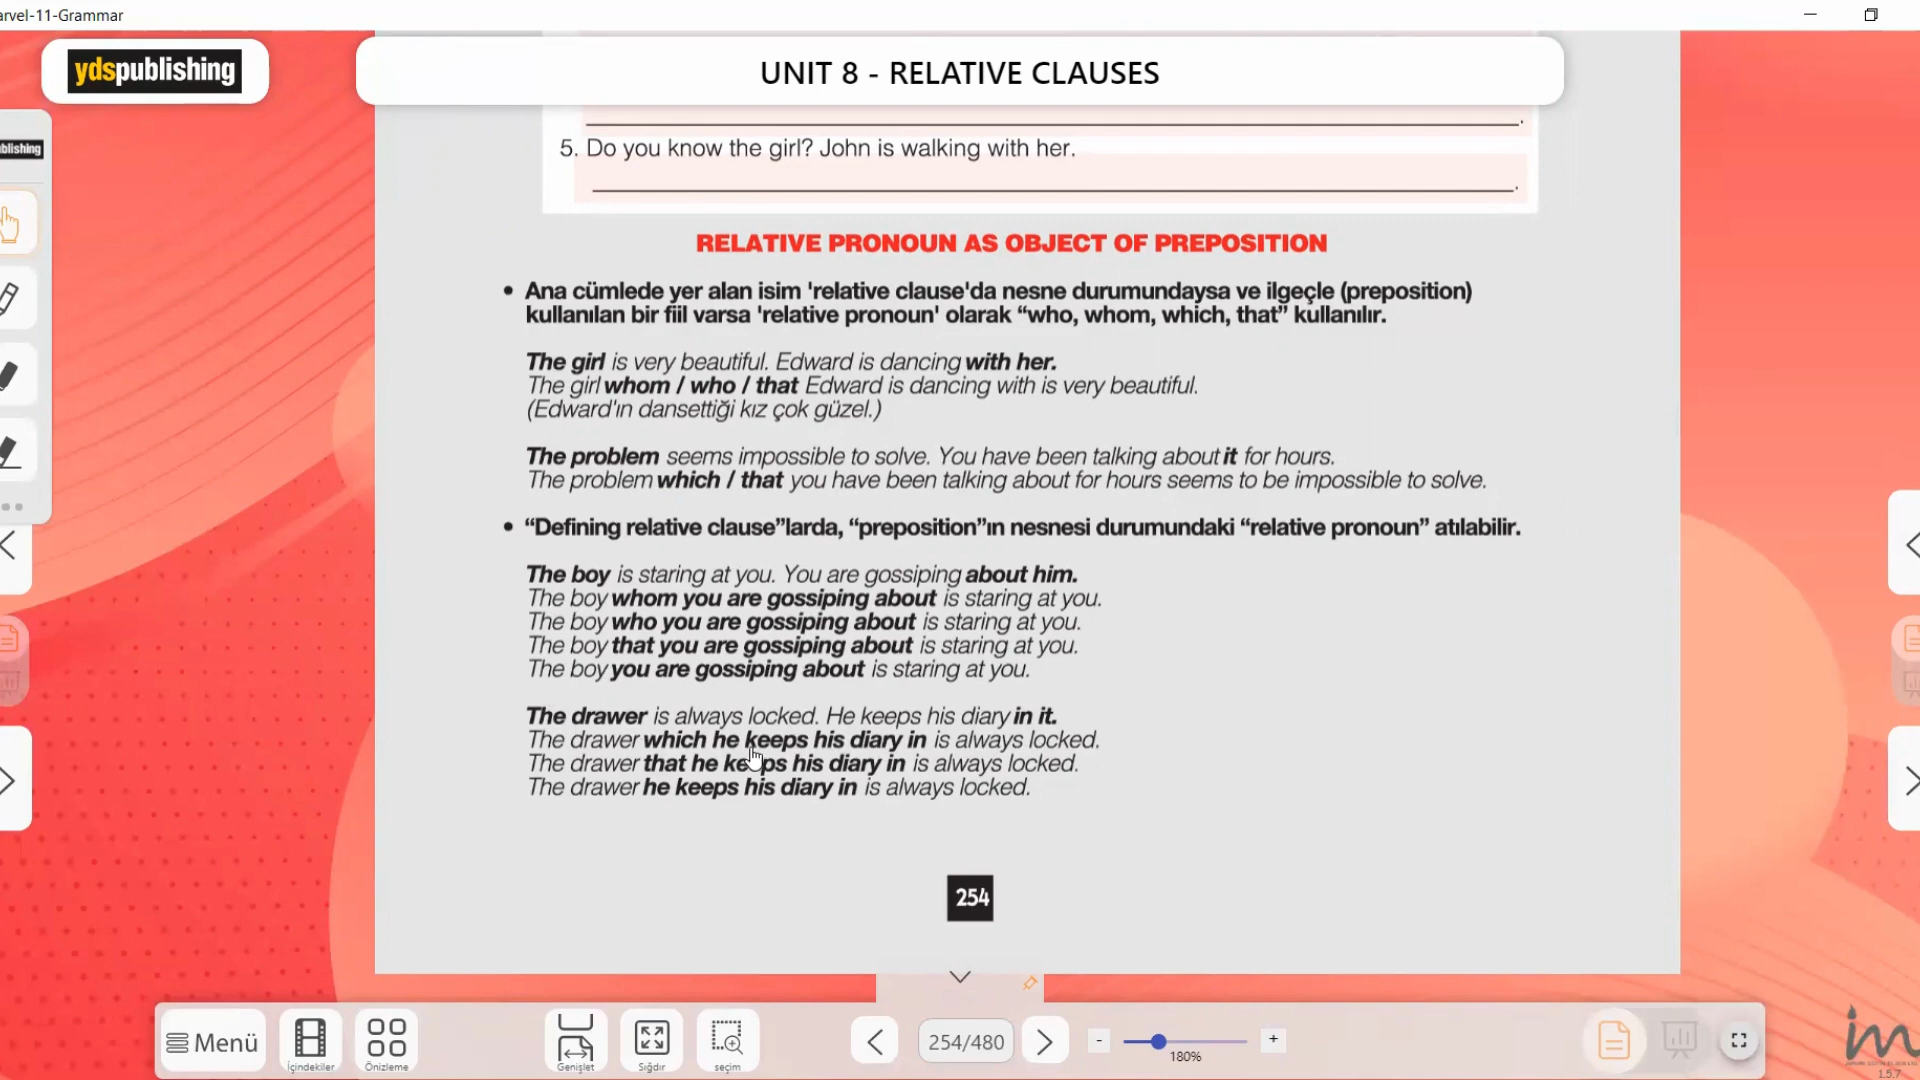 arvel-11-Grammar
ydspublishing
UNIT 8 - RELATIVE CLAUSES
blishing
5. Do you know the girl? John is walking with her.
RELATIVE PRONOUN AS OBJECT OF PREPOSITION
• Ana cümlede yer alan isim 'relative clause'da nesne durumundaysa ve ilgeçle (preposition)
kullanılan bir fiil varsa 'relative pronoun' olarak “who, whom, which, that” kullanılır.
The girl is very beautiful. Edward is dancing with her.
The girl whom / who / that Edward is dancing with is very beautiful.
(Edward'ın dansettiği kız çok güzel.)
The problem seems impossible to solve. You have been talking about it for hours.
The problem which / that you have been talking about for hours seems to be impossible to solve.
• “Defining relative clause”larda, “preposition”ın nesnesi durumundaki “relative pronoun” atılabilir.
The boy is staring at you. You are gossiping about him.
The boy whom you are gossiping about is staring at you.
The boy who you are gossiping about is staring at you.
The boy that you are gossiping about is staring at you.
The boy you are gossiping about is staring at you.
The drawer is always locked. He keeps his diary in it.
The drawer which he keeps his diary in is always locked.
The drawer that he keeps his diary in is always locked.
The drawer he keeps his diary in is always locked.
254
Menü
İçindekiler
Önizleme
Genişlet
Sığdır
seçim
254/480
-
+
180%
im
1.5.7